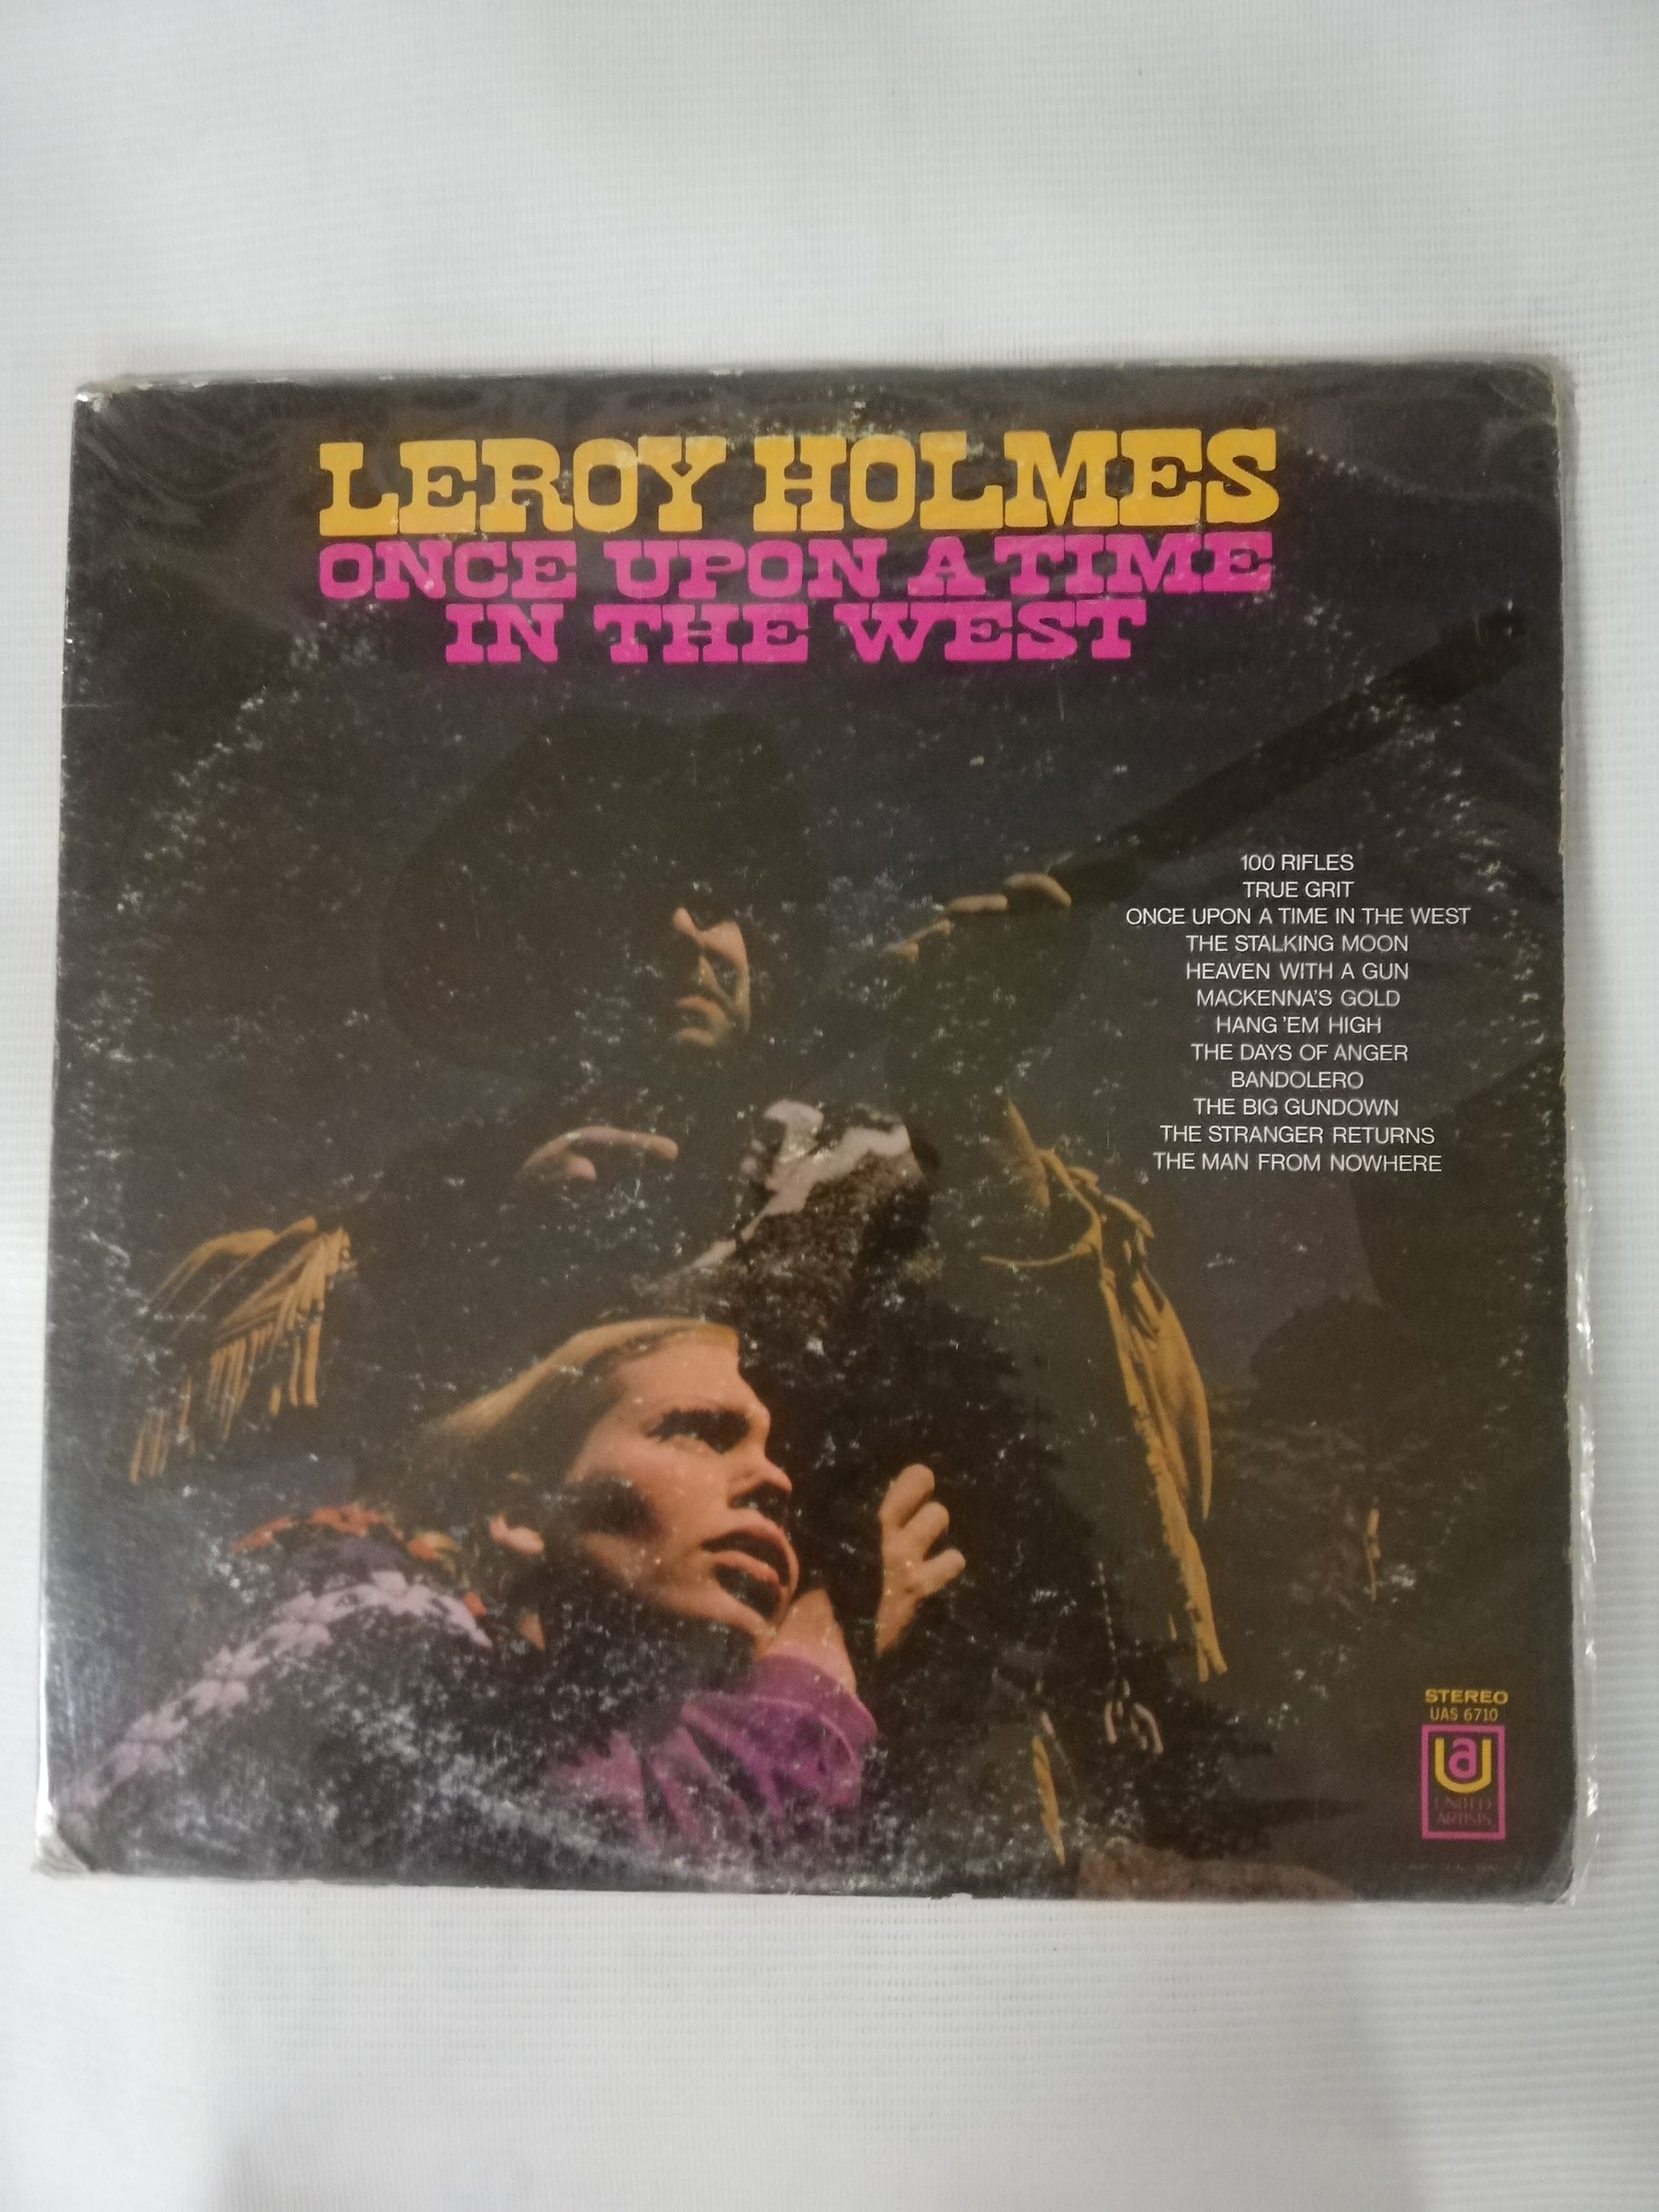 LEROY HOLMES
ONCE UPON A TIME
IN THE WEST
100 RIFLES
TRUE GRIT
ONCE UPON A TIME IN THE WEST
THE STALKING MOON
HEAVEN WITH A GUN
MACKENNA'S GOLD
HANG 'EM HIGH
THE DAYS OF ANGER
BANDOLERO
THE BIG GUNDOWN
THE STRANGER RETURNS
THE MAN FROM NOWHERE
STEREO
UAS 6710
ua
UNITED
ARTISTS